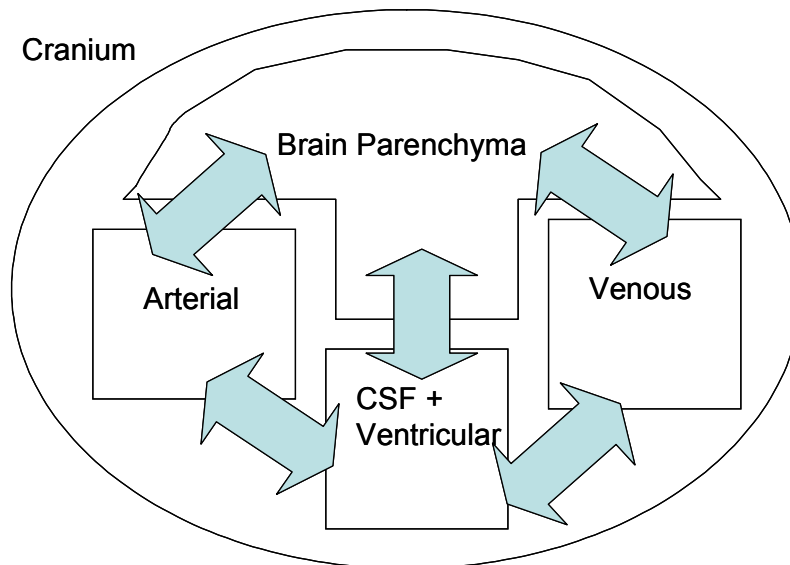 Cranium
Brain Parenchyma
Arterial
Venous
CSF +
Ventricular